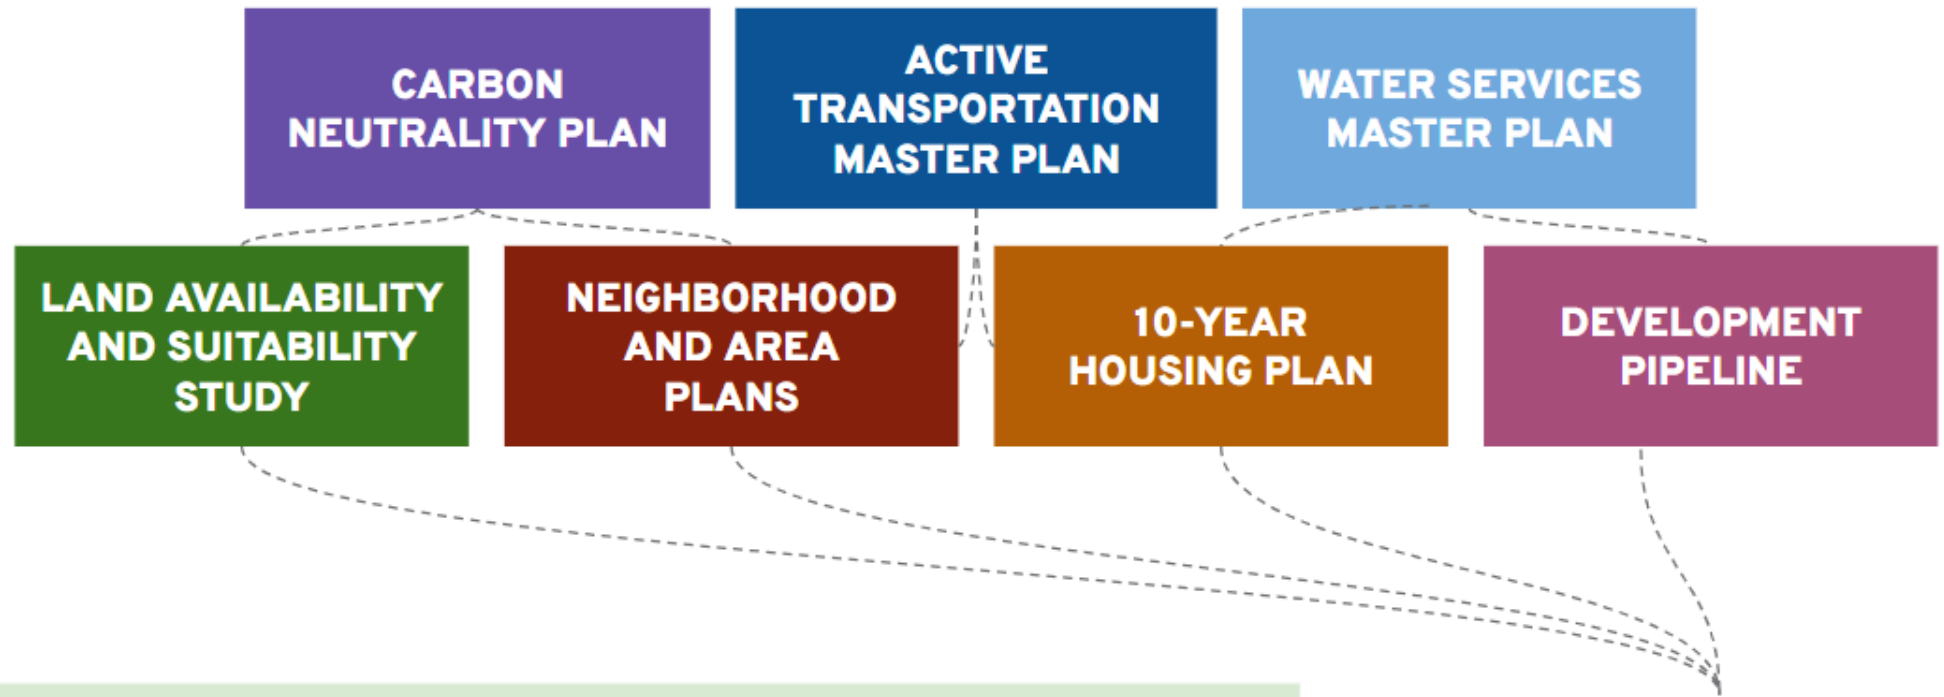 CARBON
NEUTRALITY PLAN
ACTIVE
TRANSPORTATION
MASTER PLAN
WATER SERVICES
MASTER PLAN
LAND AVAILABILITY
AND SUITABILITY
STUDY
NEIGHBORHOOD
AND AREA
PLANS
10-YEAR
HOUSING PLAN
DEVELOPMENT
PIPELINE